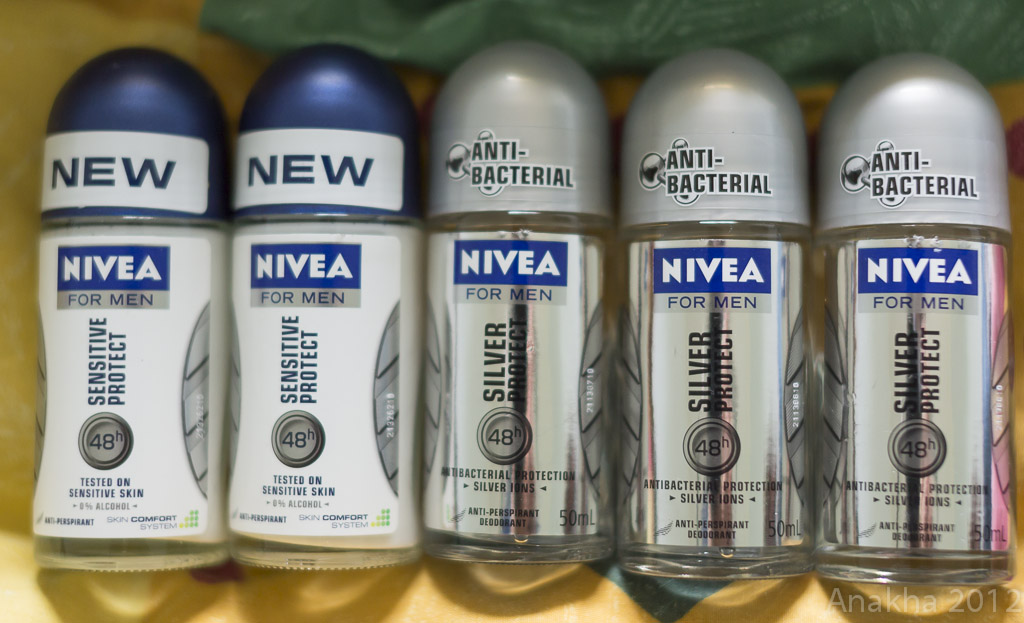 NEW
NIVEA
FOR MEN
SENSITIVE
PROTECT
48h
TESTED ON
SENSITIVE SKIN
0% ALCOHOL
ANTI-PERSPIRANT
SKIN COMFORT
SYSTEM
NEW
NIVEA
FOR MEN
SENSITIVE
PROTECT
48h
TESTED ON
SENSITIVE SKIN
0% ALCOHOL
ANTI-PERSPIRANT
SKIN COMFORT
SYSTEM
ANTI-
BACTERIAL
NIVEA
FOR MEN
SILVER
PROTECT
48h
ANTIBACTERIAL PROTECTION
SILVER IONS
ANTI-PERSPIRANT
DEODORANT
50mL
ANTI-
BACTERIAL
NIVEA
FOR MEN
SILVER
PROTECT
48h
ANTIBACTERIAL PROTECTION
SILVER IONS
ANTI-PERSPIRANT
DEODORANT
50mL
ANTI-
BACTERIAL
NIVEA
FOR MEN
SILVER
PROTECT
48h
ANTIBACTERIAL PROTECTION
SILVER IONS
ANTI-PERSPIRANT
DEODORANT
50mL
Anakha 2012